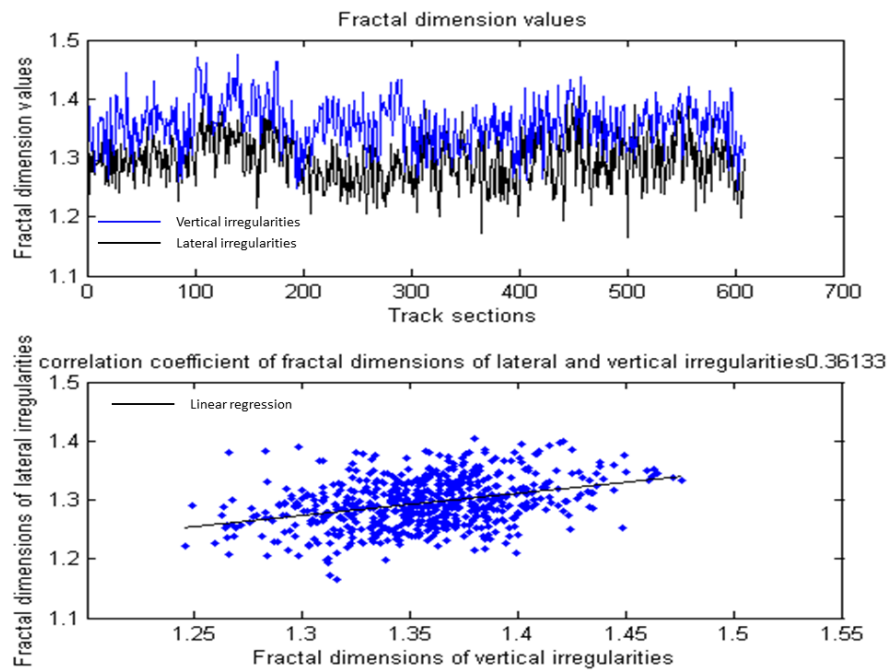 Fractal dimension values
Fractal dimension values
1.5
1.4
1.3
1.2
1.1
Vertical irregularities
Lateral irregularities
0 100 200 300 400 500 600 700
Track sections
correlation coefficient of fractal dimensions of lateral and vertical irregularities0.36133
Fractal dimensions of lateral irregularities
1.5
1.4
1.3
1.2
1.1
Linear regression
1.25 1.3 1.35 1.4 1.45 1.5 1.55
Fractal dimensions of vertical irregularities